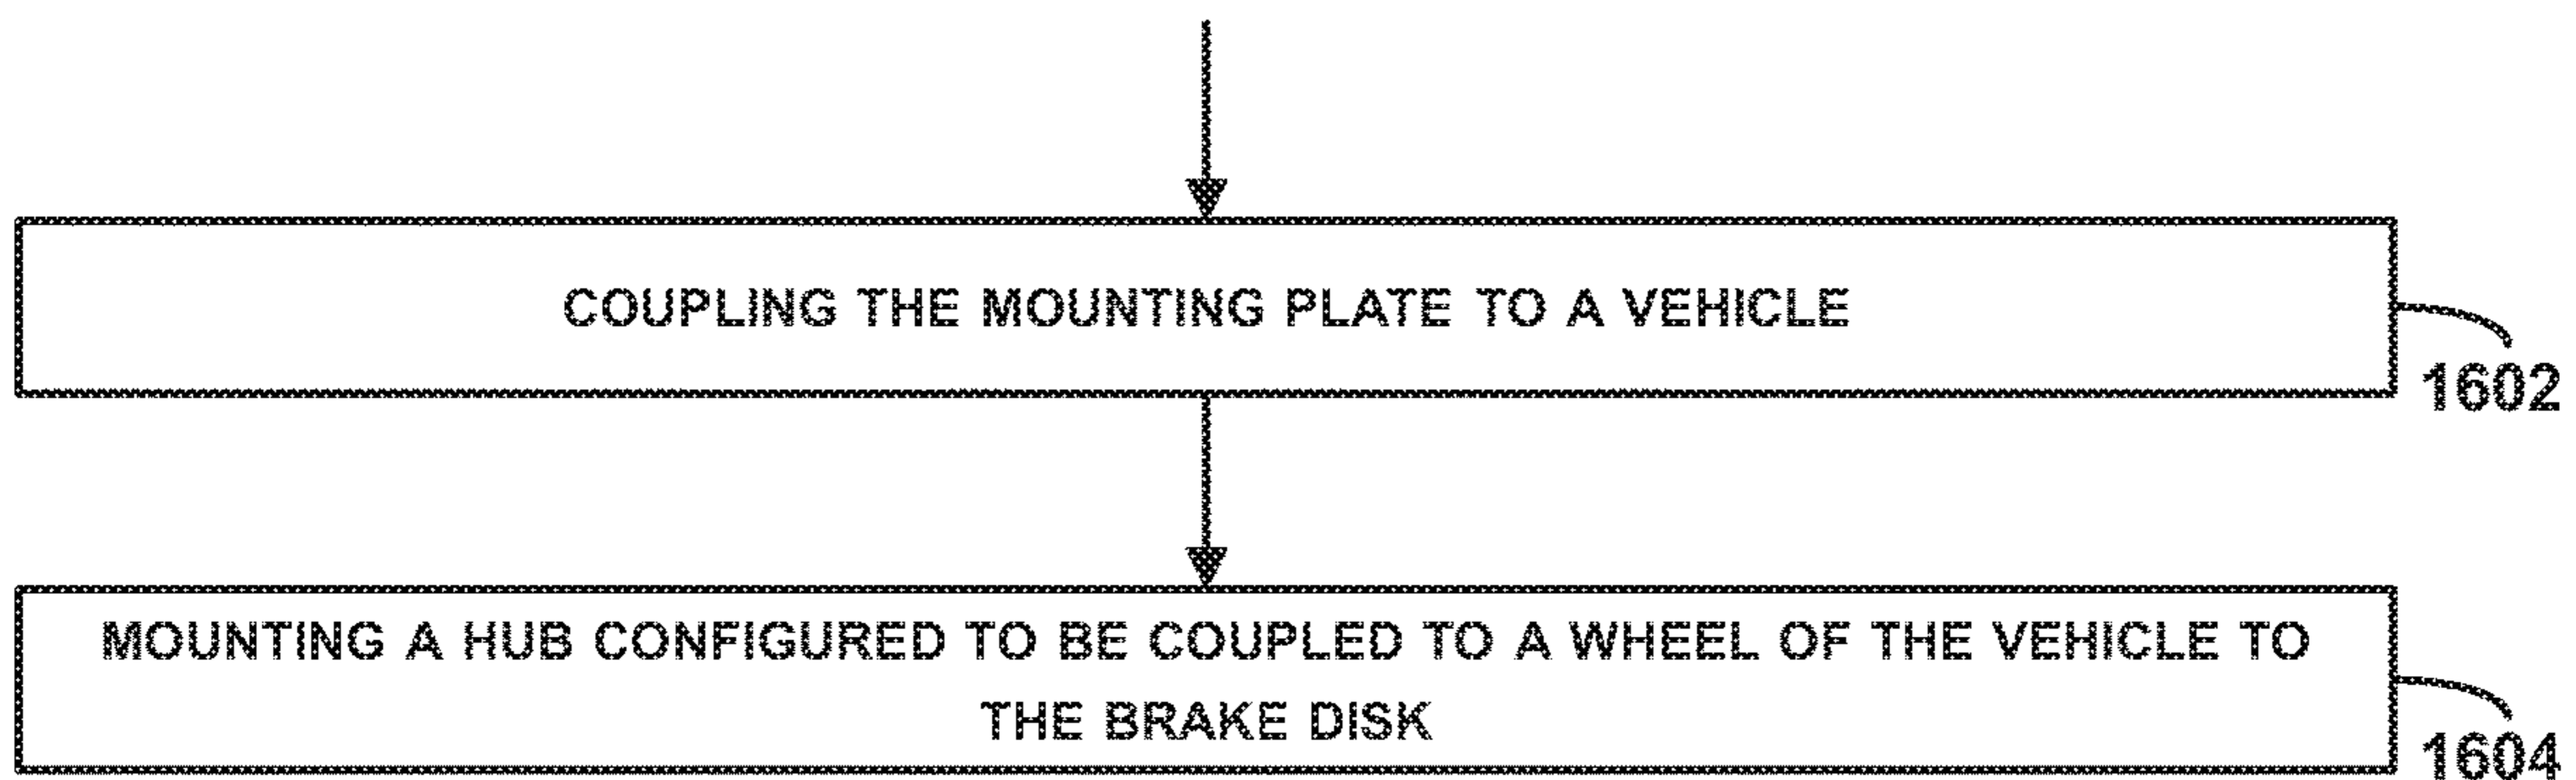 COUPLING THE MOUNTING PLATE TO A VEHICLE
1602
MOUNTING A HUB CONFIGURED TO BE COUPLED TO A WHEEL OF THE VEHICLE TO
THE BRAKE DISK
1604